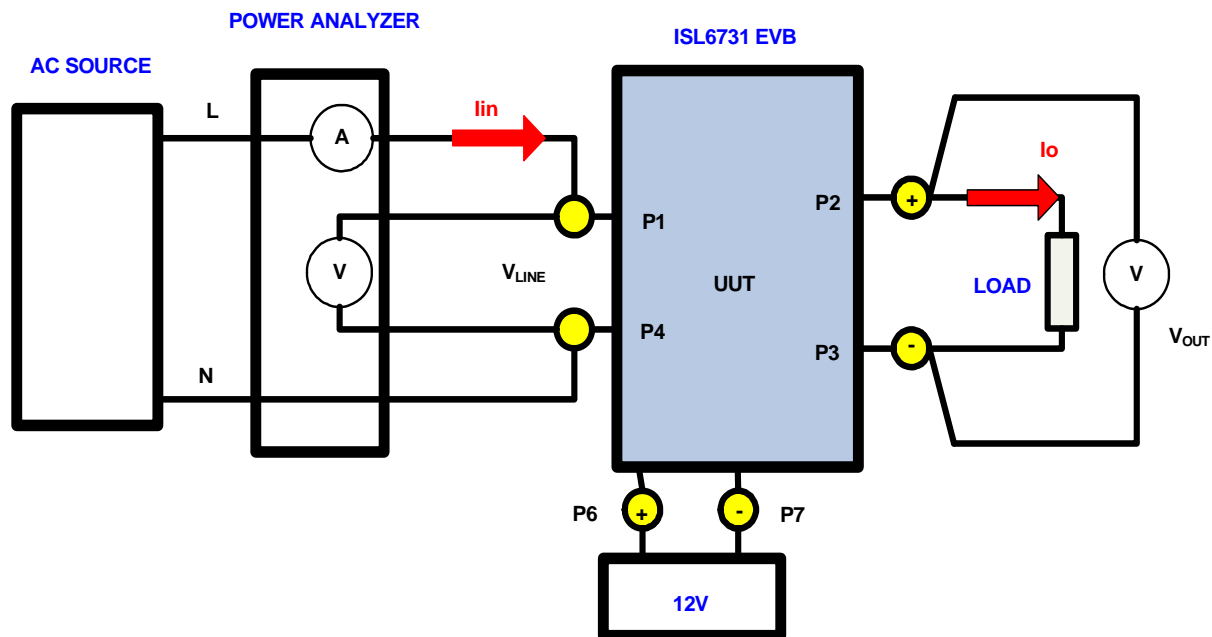 POWER ANALYZER
ISL6731 EVB
AC SOURCE
L
A
Iin
V
VLINE
N
P1
P4
UUT
P2
P3
+
-
Io
LOAD
V
VOUT
P6
+
-
P7
12V